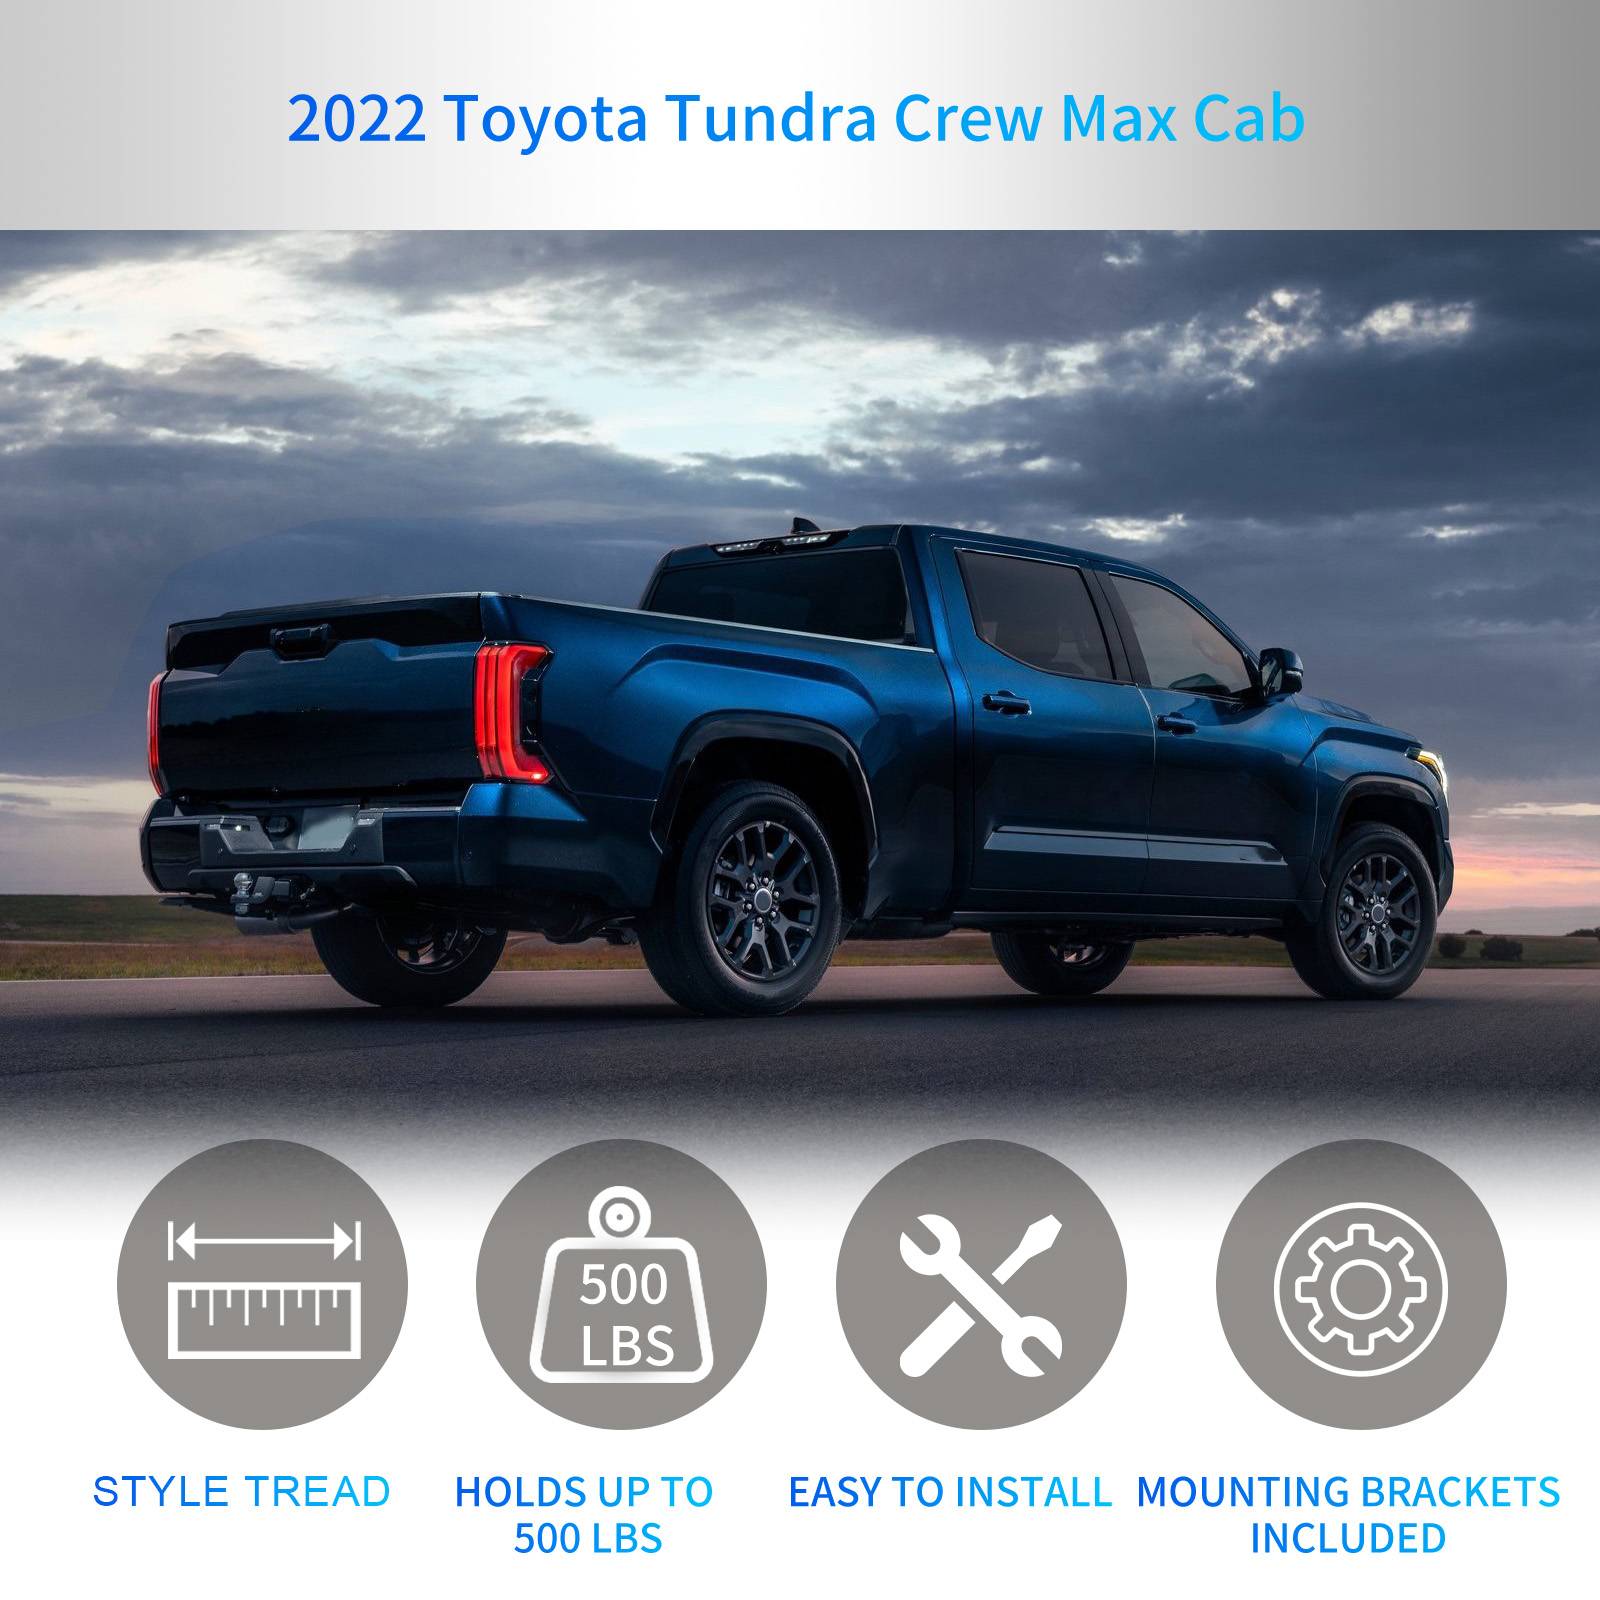 2022 Toyota Tundra Crew Max Cab
500
LBS
STYLE TREAD
HOLDS UP TO
500 LBS
EASY TO INSTALL
MOUNTING BRACKETS
INCLUDED